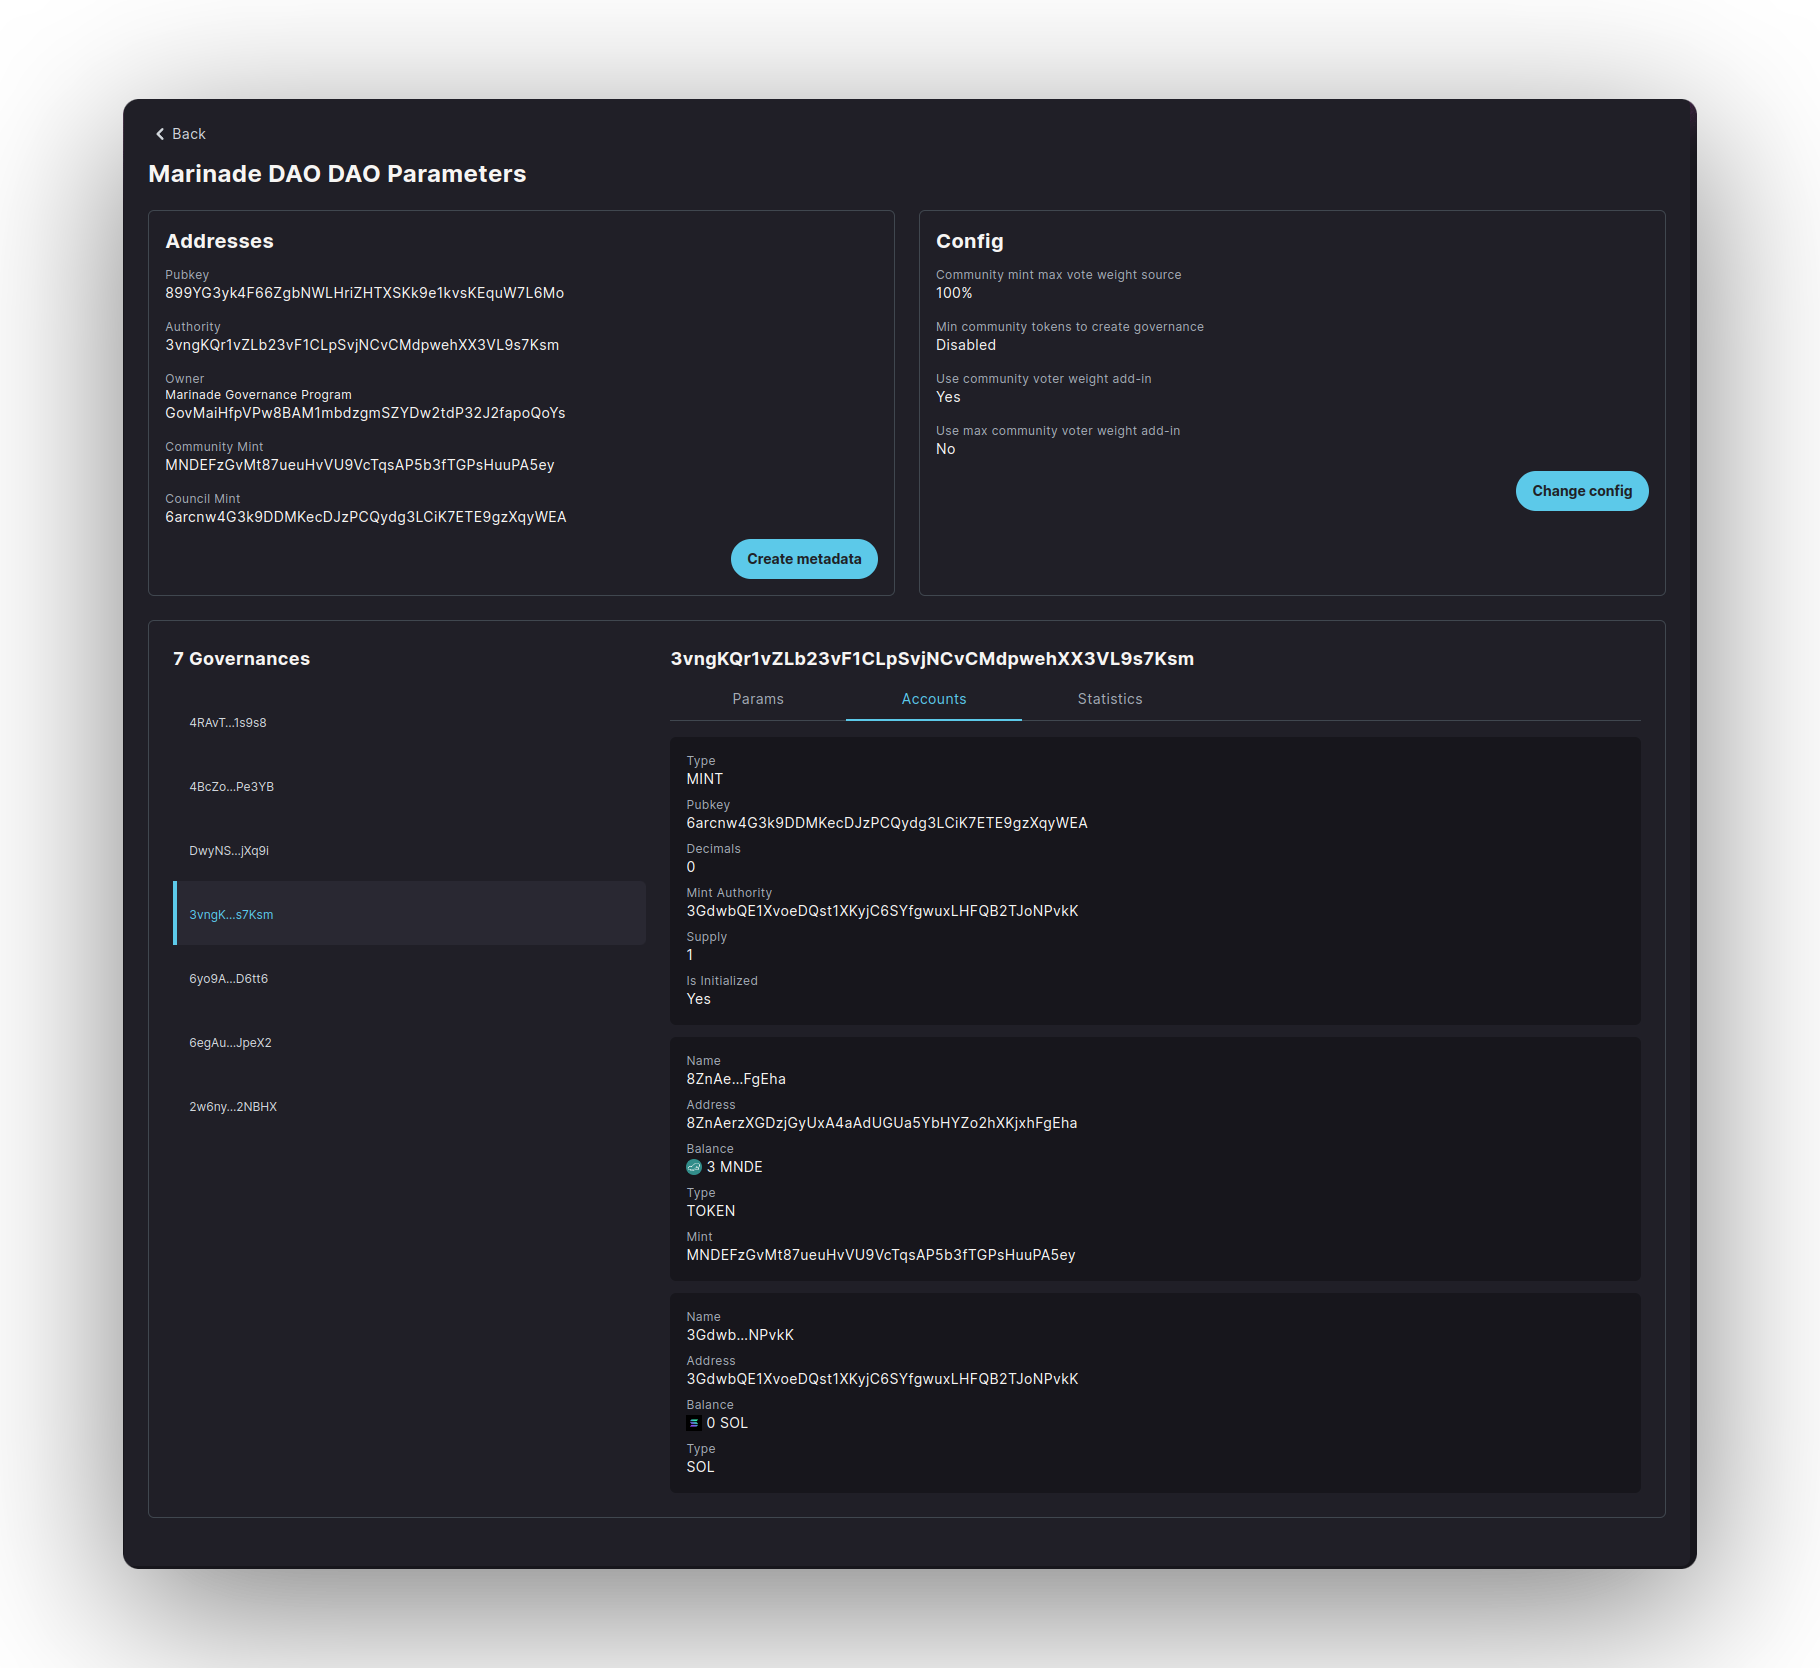 Back
Marinade DAO DAO Parameters
Addresses
Pubkey
899YG3yk4F66ZgbNWLHriZHTXSKk9e1kvsKEquW7L6Mo
Authority
3vngKQr1vZLb23vF1CLpSvjNCvCMdpwehXX3VL9s7Ksm
Owner
Marinade Governance Program
GovMaiHfpVPw8BAM1mbdzgmSZYDw2tdP32J2fapoQoYs
Community Mint
MNDEFzGvMt87ueuHvVU9VcTqsAP5b3fTGPsHuuPA5ey
Council Mint
6arcnw4G3k9DDMKecDJzPCQydg3LCiK7ETE9gzXqyWEA
Create metadata
Config
Community mint max vote weight source
100%
Min community tokens to create governance
Disabled
Use community voter weight add-in
Yes
Use max community voter weight add-in
No
Change config
7 Governances
4RAvT...1s9s8
4BcZo...Pe3YB
DwyNS...jXq9i
3vngK...s7Ksm
6yo9A...D6tt6
6egAu...JpeX2
2w6ny...2NBHX
3vngKQr1vZLb23vF1CLpSvjNCvCMdpwehXX3VL9s7Ksm
Params Accounts Statistics
Type
MINT
Pubkey
6arcnw4G3k9DDMKecDJzPCQydg3LCiK7ETE9gzXqyWEA
Decimals
0
Mint Authority
3GdwbQE1XvoeDQst1XKyjC6SYfgwuxLHFQB2TJoNPvkK
Supply
1
Is Initialized
Yes
Name
8ZnAe...FgEha
Address
8ZnAerzXGDzjGyUxA4aAdUGUa5YbHYZo2hXKjxhFgEha
Balance
3 MNDE
Type
TOKEN
Mint
MNDEFzGvMt87ueuHvVU9VcTqsAP5b3fTGPsHuuPA5ey
Name
3Gdwb...NPvkK
Address
3GdwbQE1XvoeDQst1XKyjC6SYfgwuxLHFQB2TJoNPvkK
Balance
0 SOL
Type
SOL